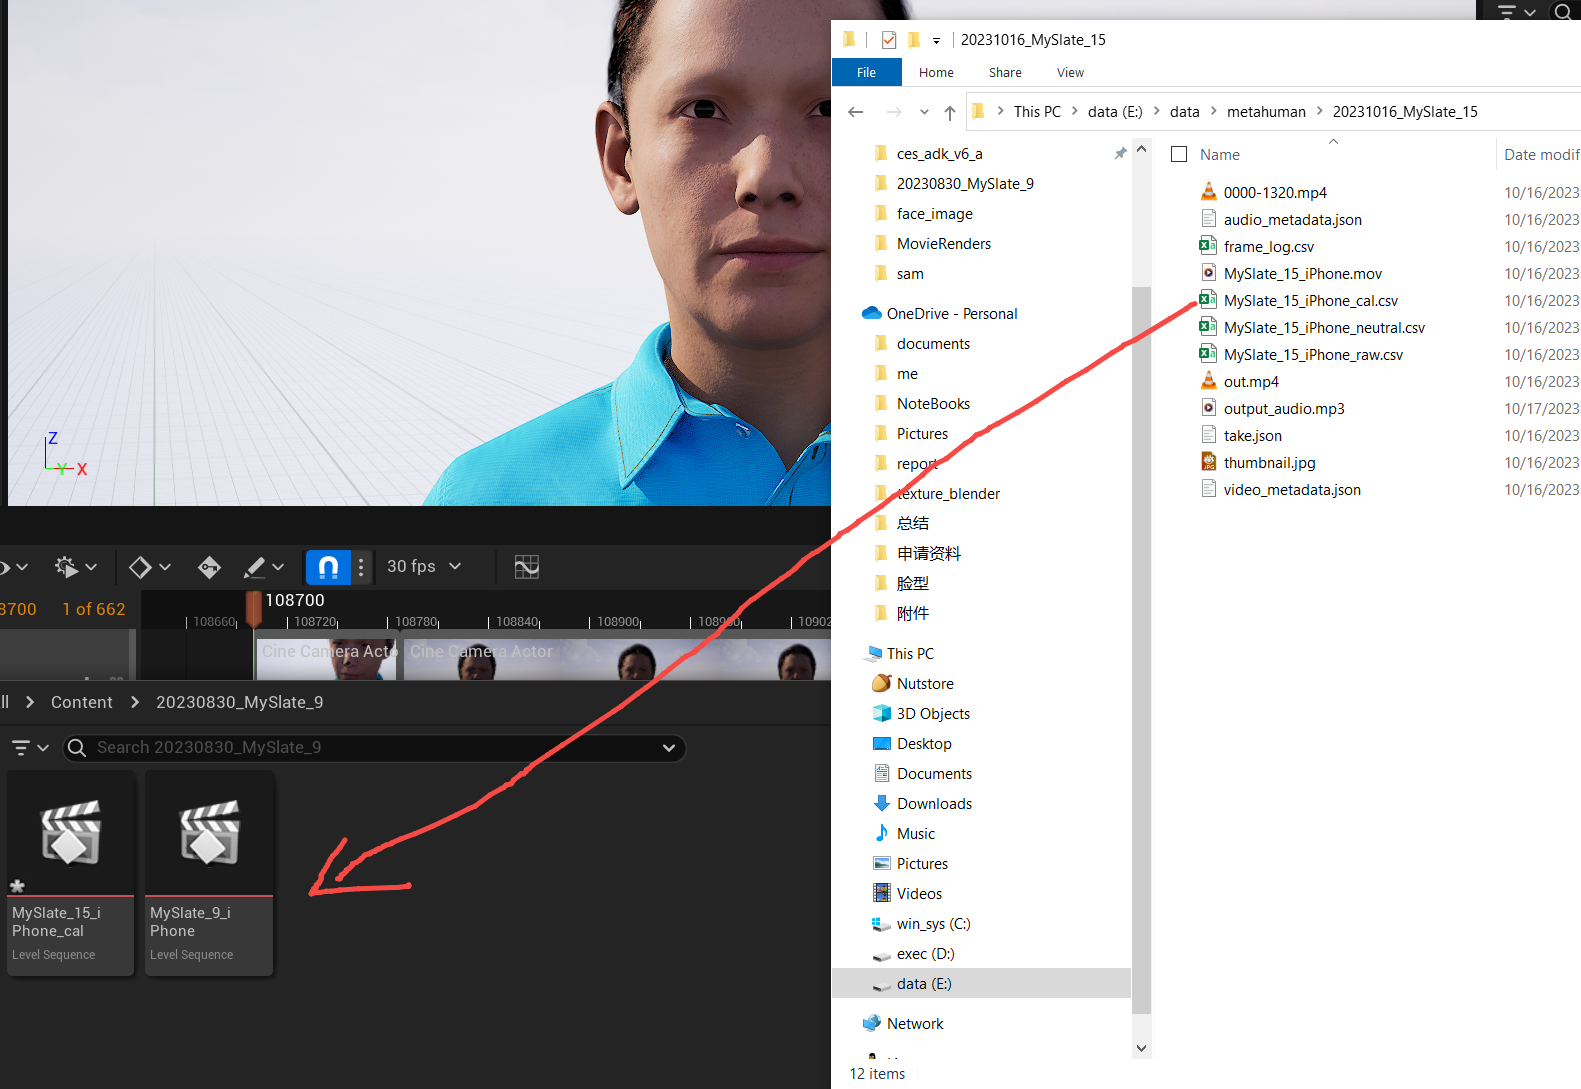 20231016_MySlate_15
File Home Share View
This PC data (E:) data metahuman 20231016_MySlate_15
Name Date modif
ces_adk_v6_a
20230830_MySlate_9
face_image
MovieRenders
sam
OneDrive - Personal
documents
me
NoteBooks
Pictures
report
texture_blender
总结
申请资料
脸型
附件
This PC
Nutstore
3D Objects
Desktop
Documents
Downloads
Music
Pictures
Videos
win_sys (C:)
exec (D:)
data (E:)
Network
12 items
0000-1320.mp4 10/16/2023
audio_metadata.json 10/16/2023
frame_log.csv 10/16/2023
MySlate_15_iPhone.mov 10/16/2023
MySlate_15_iPhone_cal.csv 10/16/2023
MySlate_15_iPhone_neutral.csv 10/16/2023
MySlate_15_iPhone_raw.csv 10/16/2023
out.mp4 10/16/2023
output_audio.mp3 10/17/2023
take.json 10/16/2023
thumbnail.jpg 10/16/2023
video_metadata.json 10/16/2023
Z
Y X
30 fps
8700 1 of 662
108700
108660 108720 108780 108840 108900 108960 10902
Cine Camera Acto Cine Camera Actor
ll Content 20230830_MySlate_9
Search 20230830_MySlate_9
MySlate_15_i
Phone_cal
Level Sequence
MySlate_9_i
Phone
Level Sequence